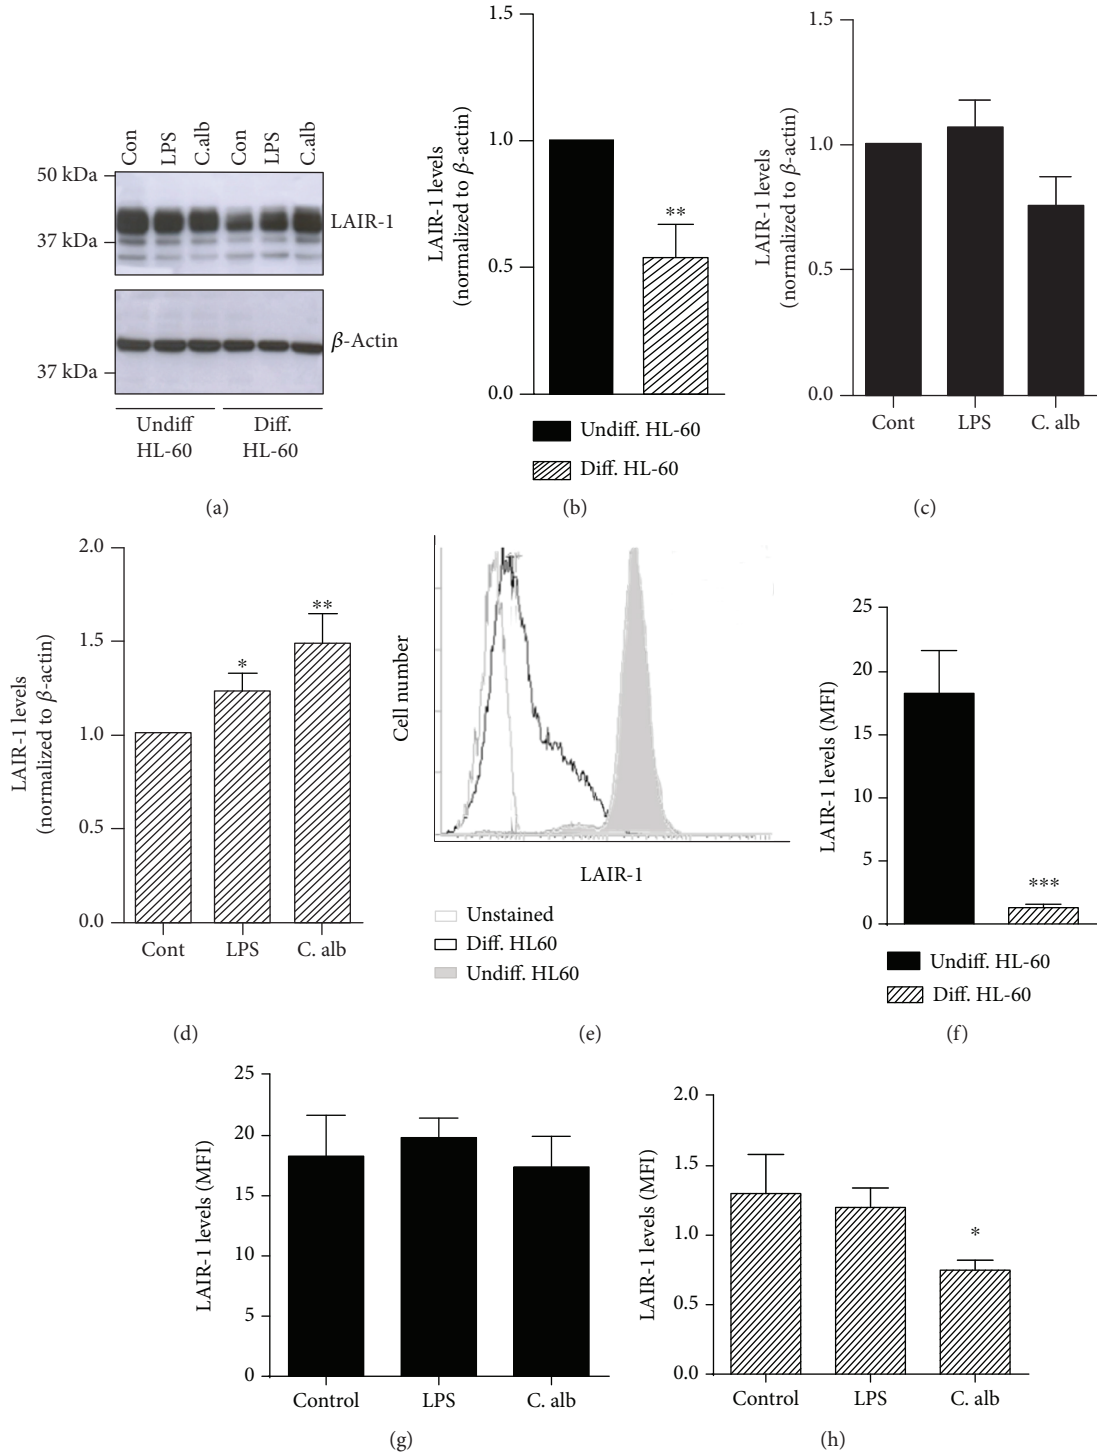 Con LPS C.alb Con LPS C.alb
50 kDa
LAIR-1
37 kDa
β-Actin
37 kDa
Undiff Diff.
HL-60 HL-60
(a)
LAIR-1 levels
(normalized to β-actin)
1.5
1.0
**
0.5
0.0
Undiff. HL-60
Diff. HL-60
(b)
LAIR-1 levels
(normalized to β-actin)
1.5
1.0
0.5
0.0
Cont LPS C. alb
(c)
LAIR-1 levels
(normalized to β-actin)
2.0
**
1.5
*
1.0
0.5
0.0
Cont LPS C. alb
(d)
Cell number
LAIR-1
Unstained
Diff. HL60
Undiff. HL60
(e)
LAIR-1 levels (MFI)
25
20
15
10
5
***
0
Undiff. HL-60
Diff. HL-60
(f)
LAIR-1 levels (MFI)
25
20
15
10
5
0
Control LPS C. alb
(g)
LAIR-1 levels (MFI)
2.0
1.5
1.0
*
0.5
0.0
Control LPS C. alb
(h)